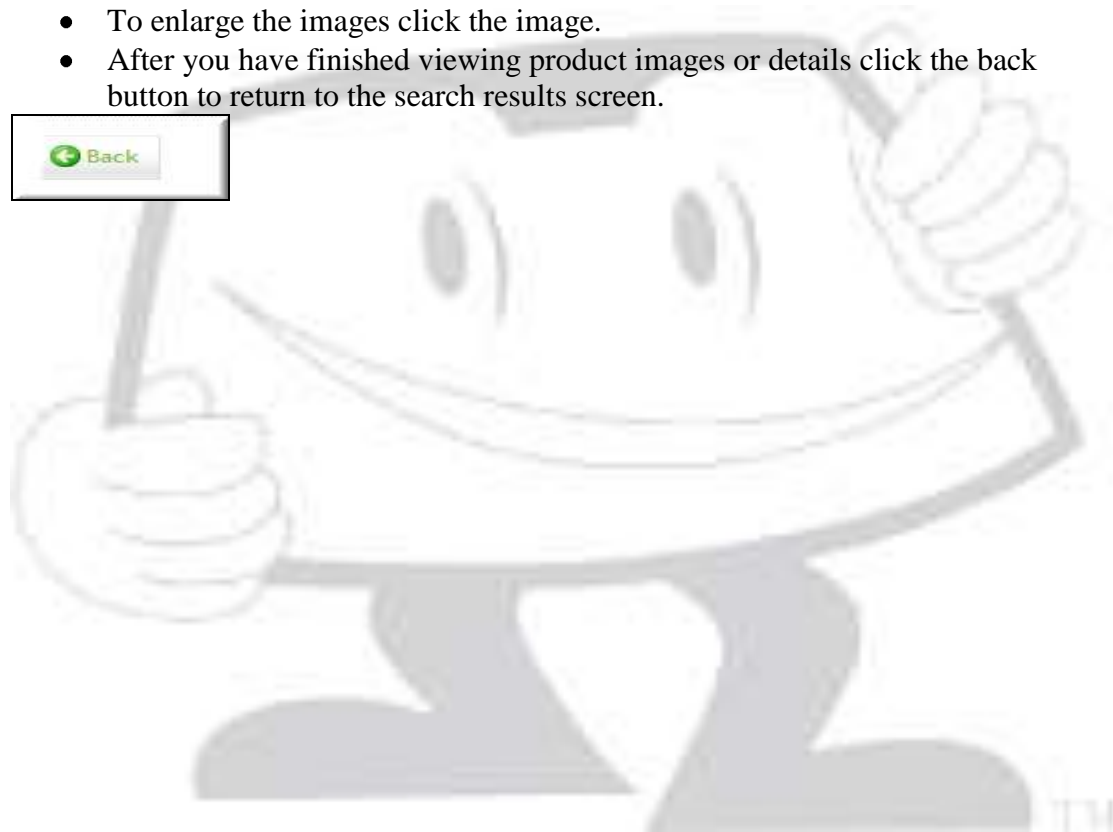 • To enlarge the images click the image.
• After you have finished viewing product images or details click the back
button to return to the search results screen.
Back
TM